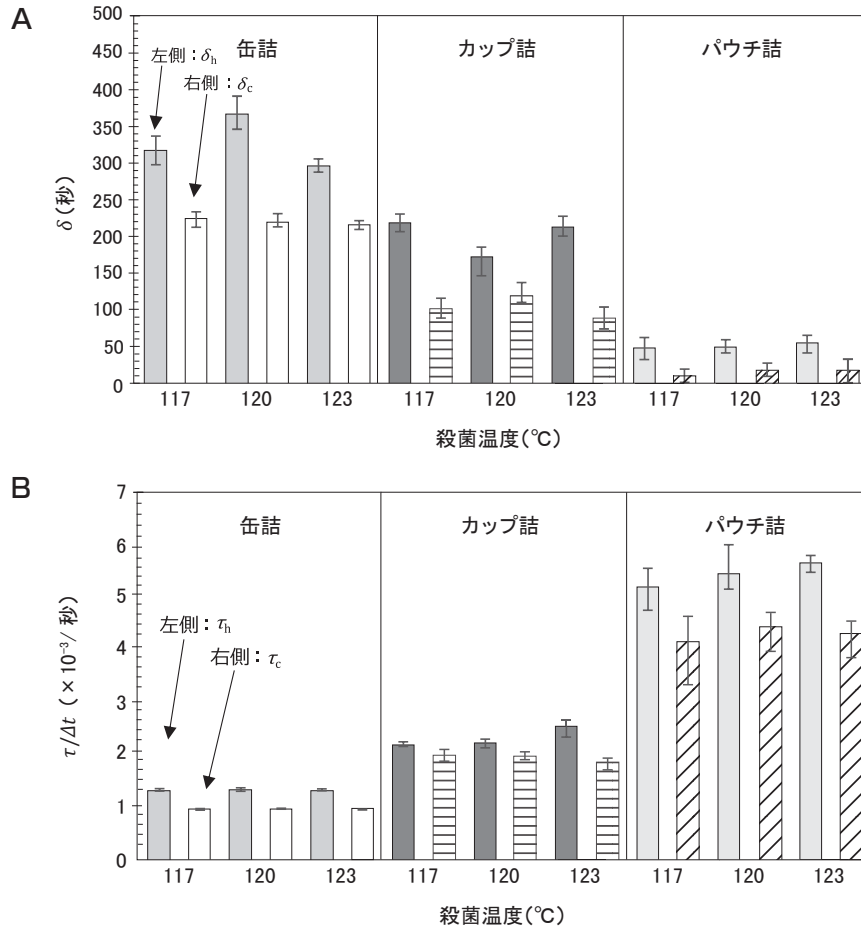 A
500
450
400
350
300
250
200
150
100
50
0
δ(秒)
缶詰
カップ詰
パウチ詰
左側：δh
右側：δc
117
120
123
117
120
123
117
120
123
殺菌温度(℃)
B
7
6
5
4
3
2
1
0
τ/Δt (×10⁻³/秒)
缶詰
カップ詰
パウチ詰
左側：τh
右側：τc
117
120
123
117
120
123
117
120
123
殺菌温度(℃)